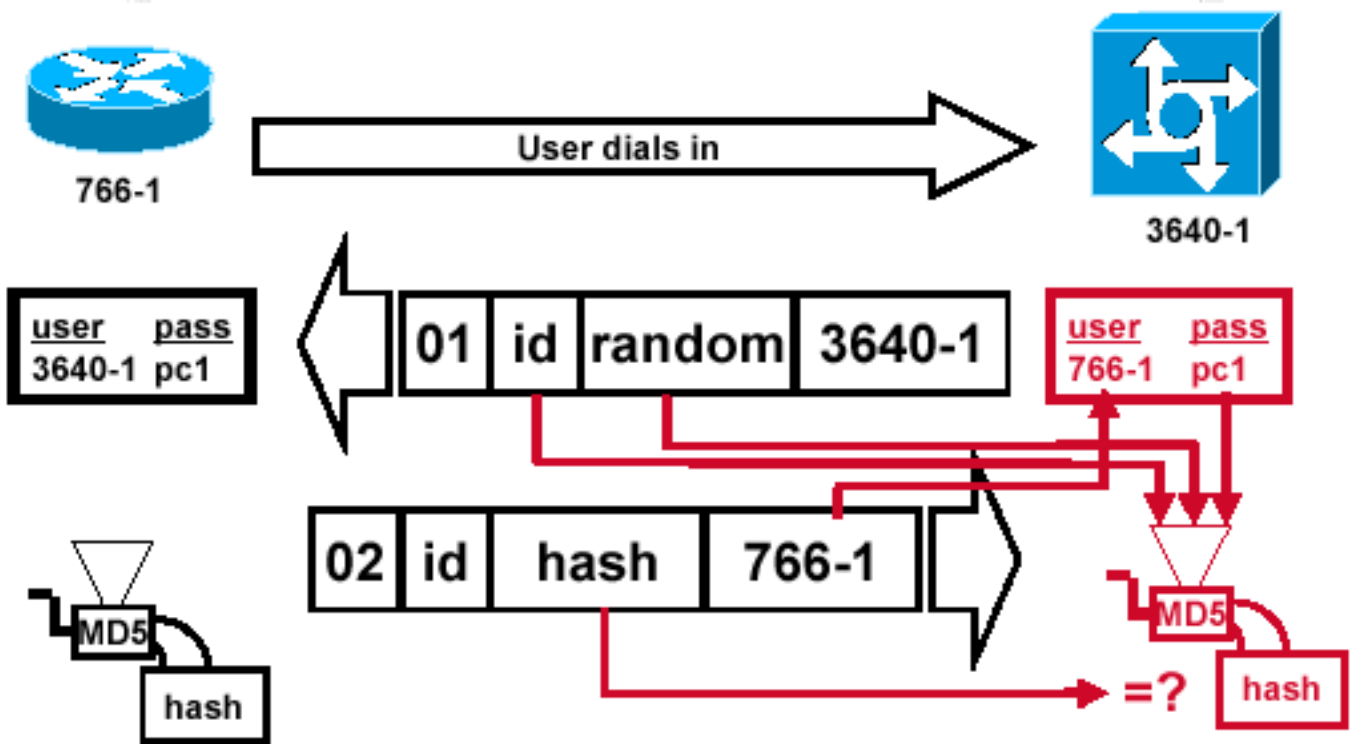 User dials in
766-1
3640-1
user pass
3640-1 pc1
01 id random 3640-1
user pass
766-1 pc1
02 id hash 766-1
MD5
hash
=?
MD5
hash